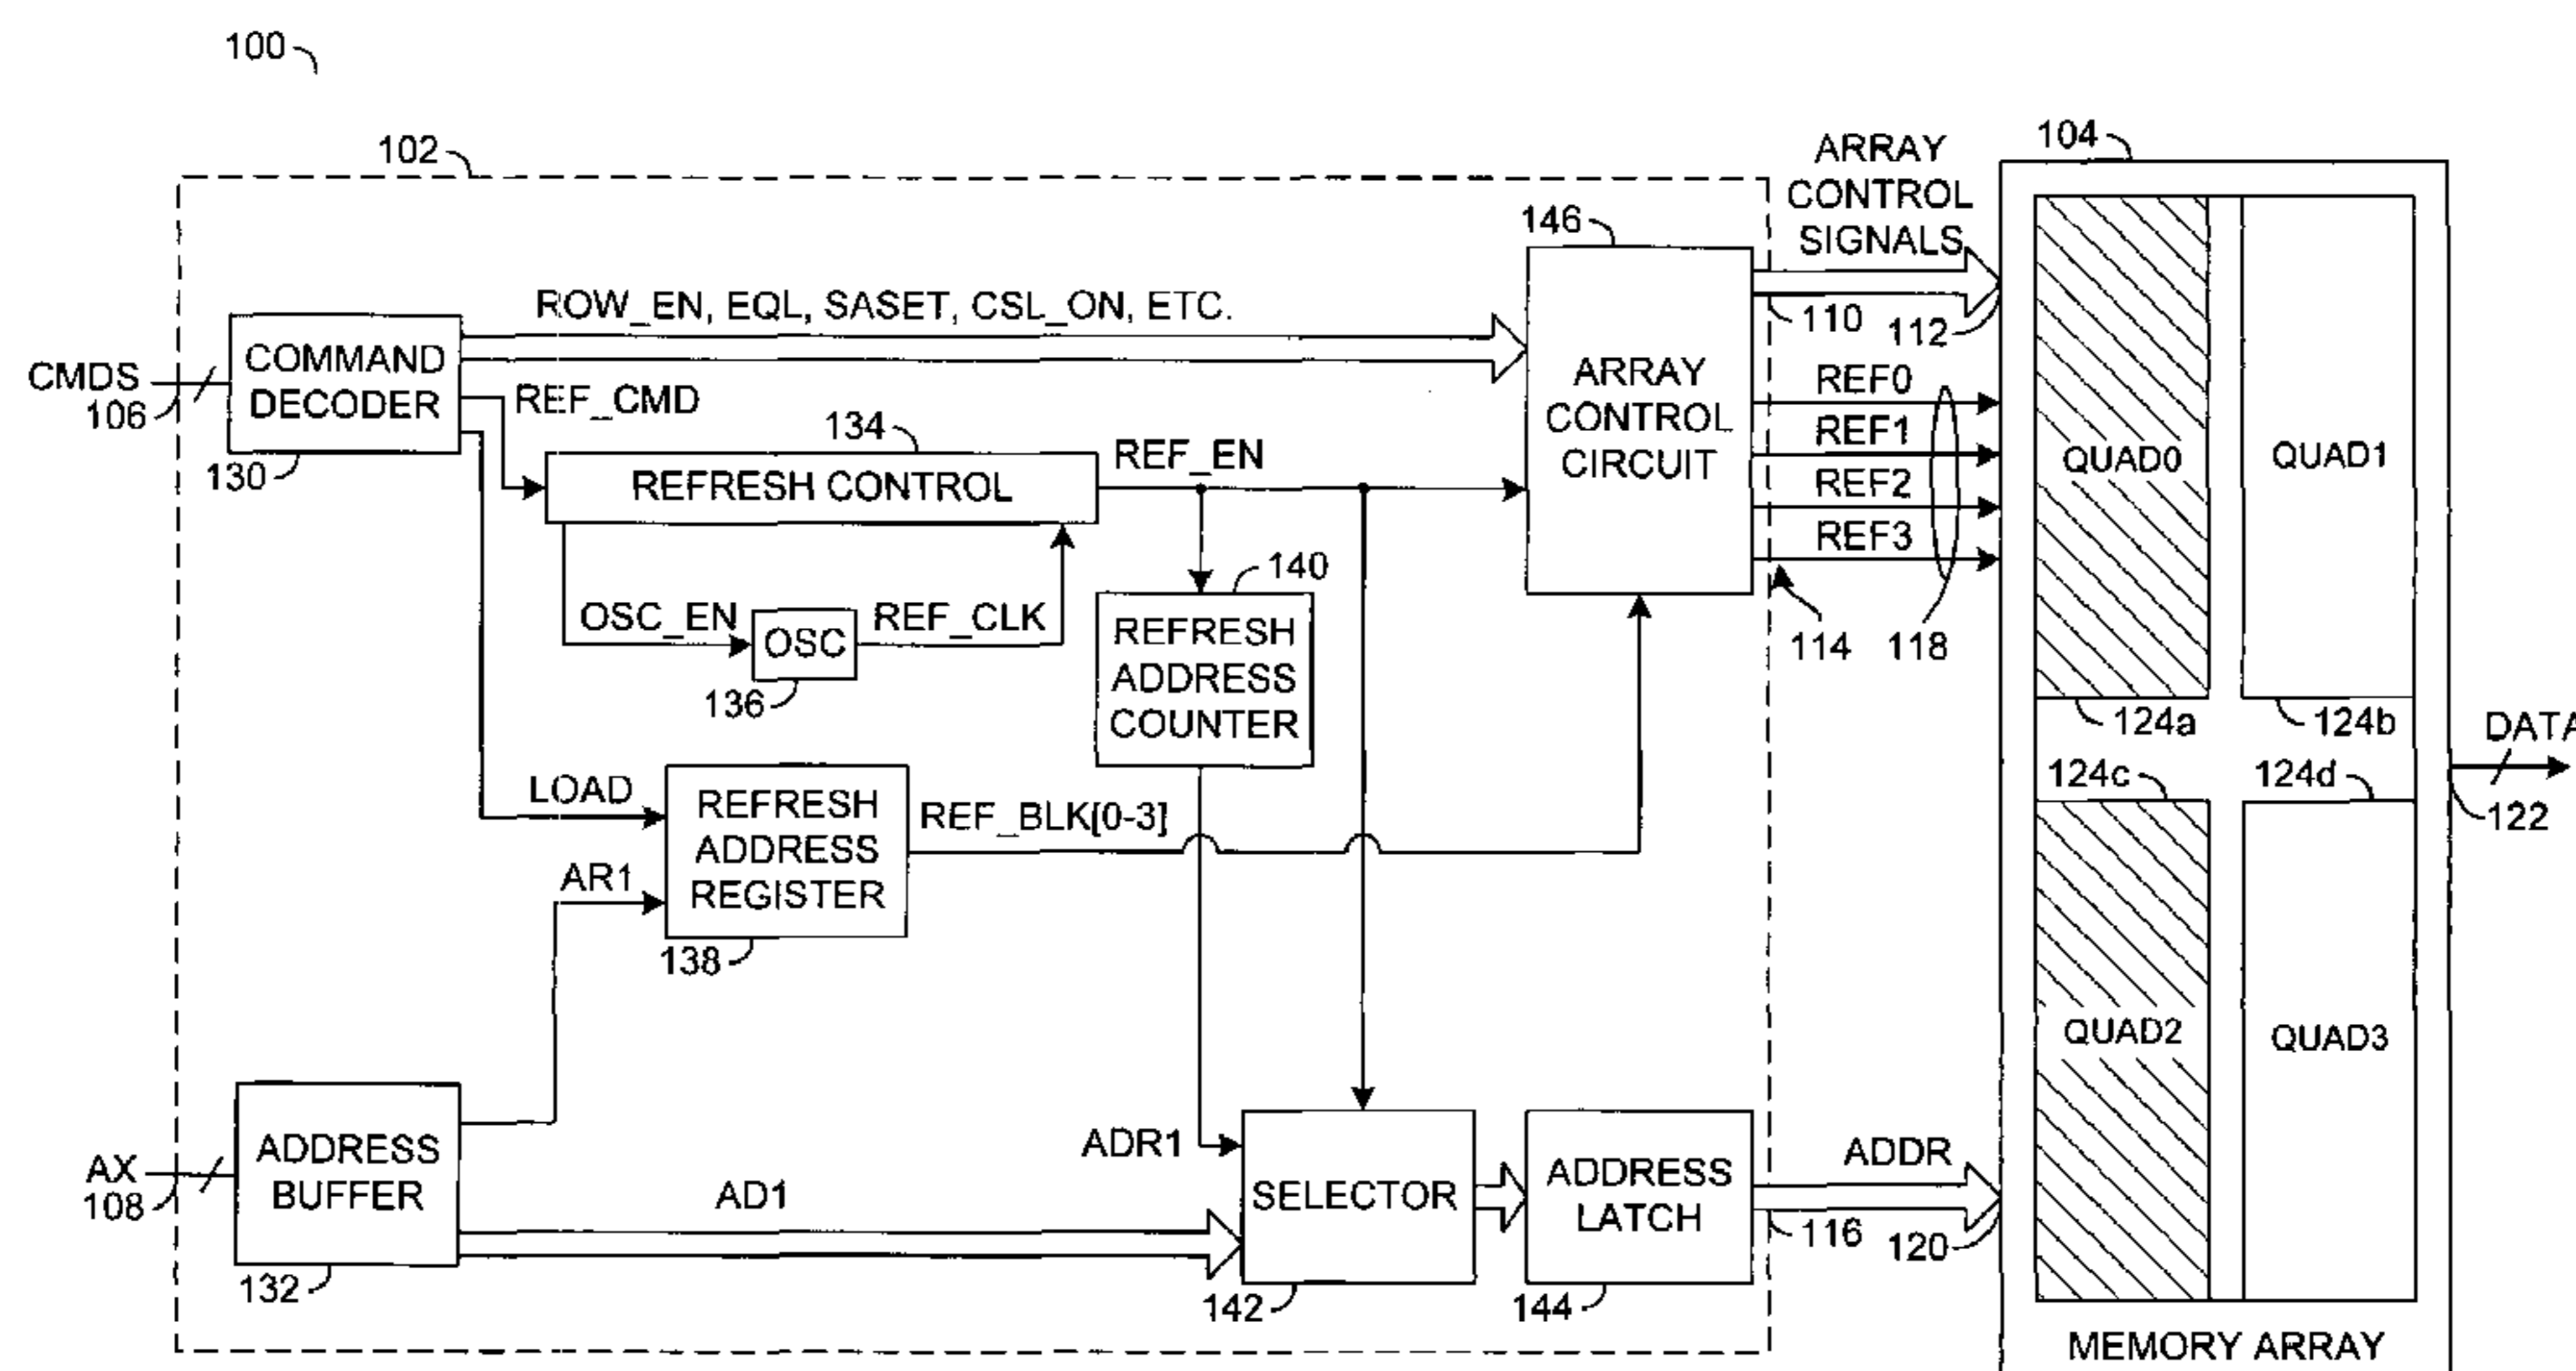 100
102
104
ARRAY
CONTROL
SIGNALS
146
ROW_EN, EQL, SASET, CSL_ON, ETC.
110
112
COMMAND
DECODER
CMDS
106
130
REF_CMD
134
REFRESH CONTROL
REF_EN
ARRAY
CONTROL
CIRCUIT
REF0
REF1
REF2
REF3
QUAD0
QUAD1
140
OSC_EN
OSC
REF_CLK
136
REFRESH
ADDRESS
COUNTER
114
118
124a
124b
DATA
124c
124d
122
LOAD
REFRESH
ADDRESS
REGISTER
REF_BLK[0-3]
AR1
138
QUAD2
QUAD3
ADDRESS
BUFFER
AX
108
132
AD1
ADR1
SELECTOR
142
ADDRESS
LATCH
144
ADDR
116
120
MEMORY ARRAY